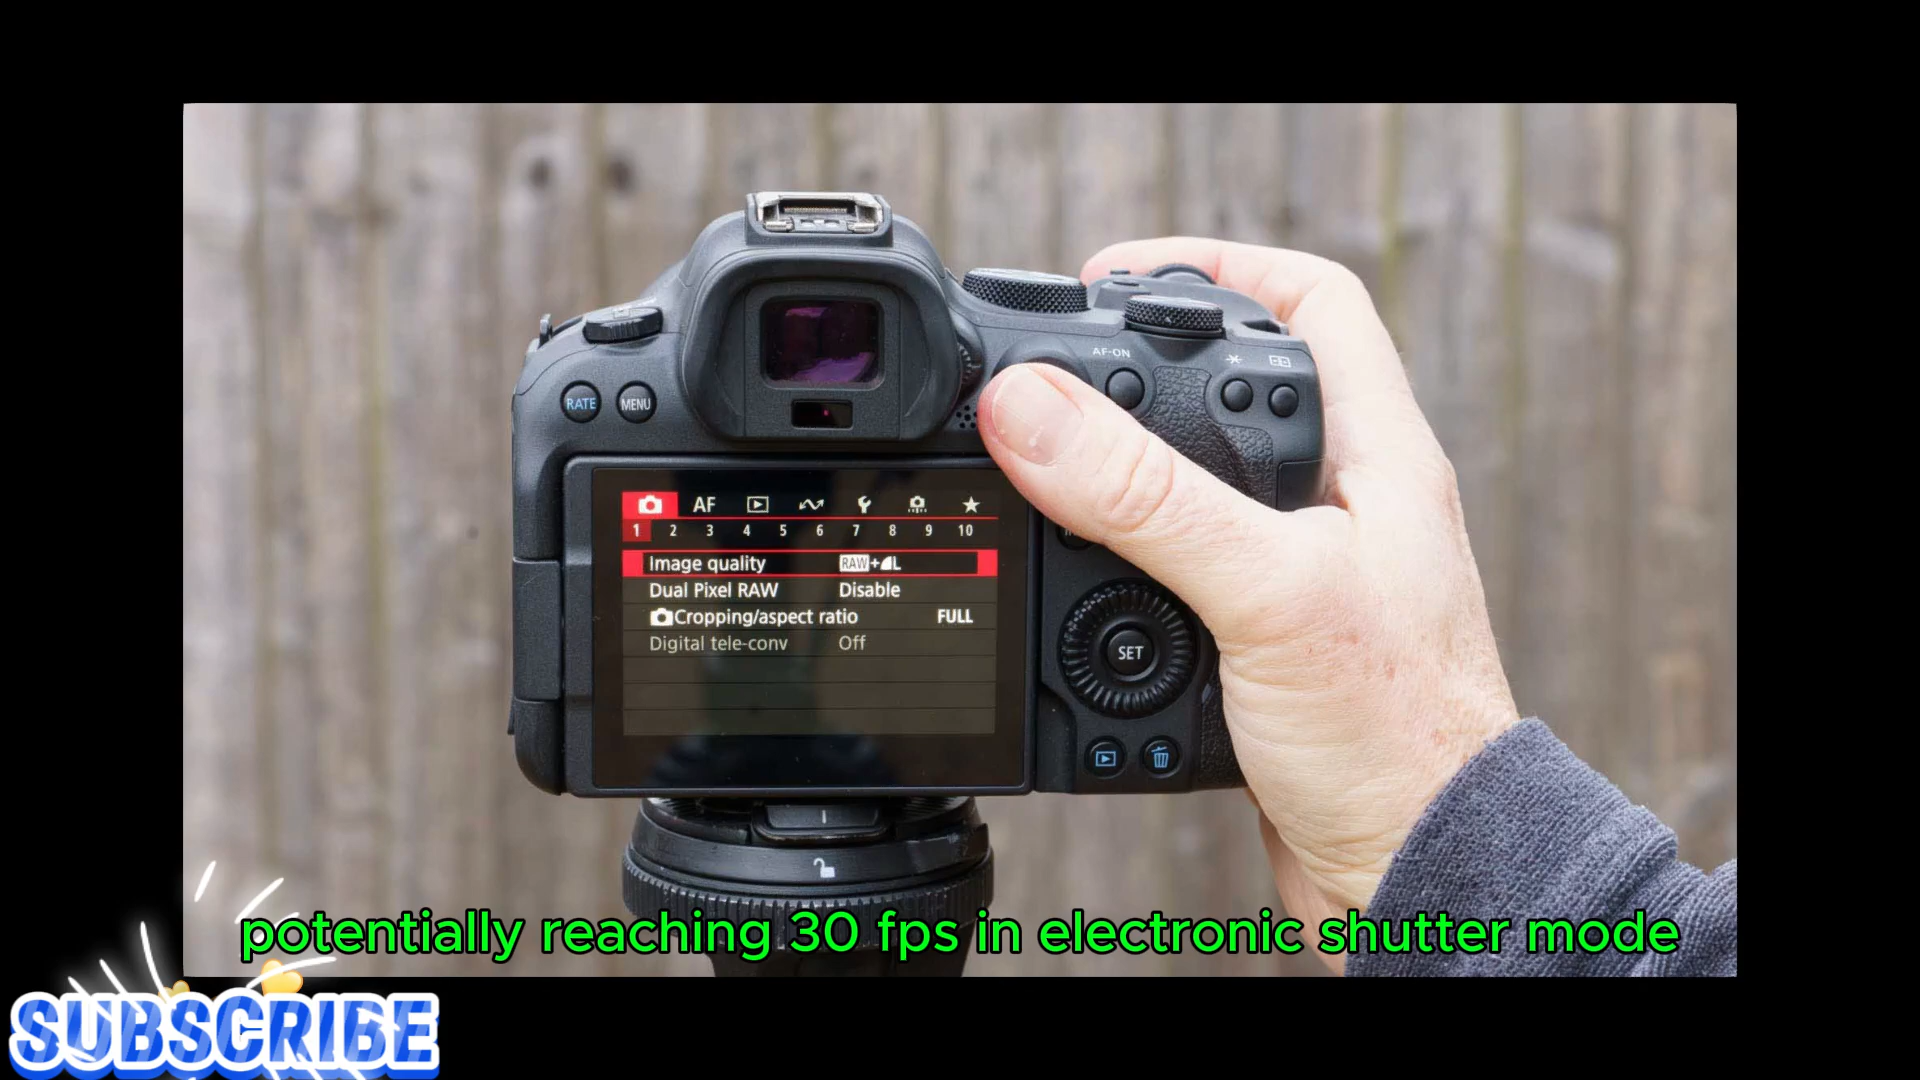 AF-ON
RATE MENU
AF
1 2 3 4 5 6 7 8 9 10
Image quality RAW+L
Dual Pixel RAW Disable
Cropping/aspect ratio FULL
Digital tele-conv Off
SET
potentially reaching 30 fps in electronic shutter mode
SUBSCRIBE